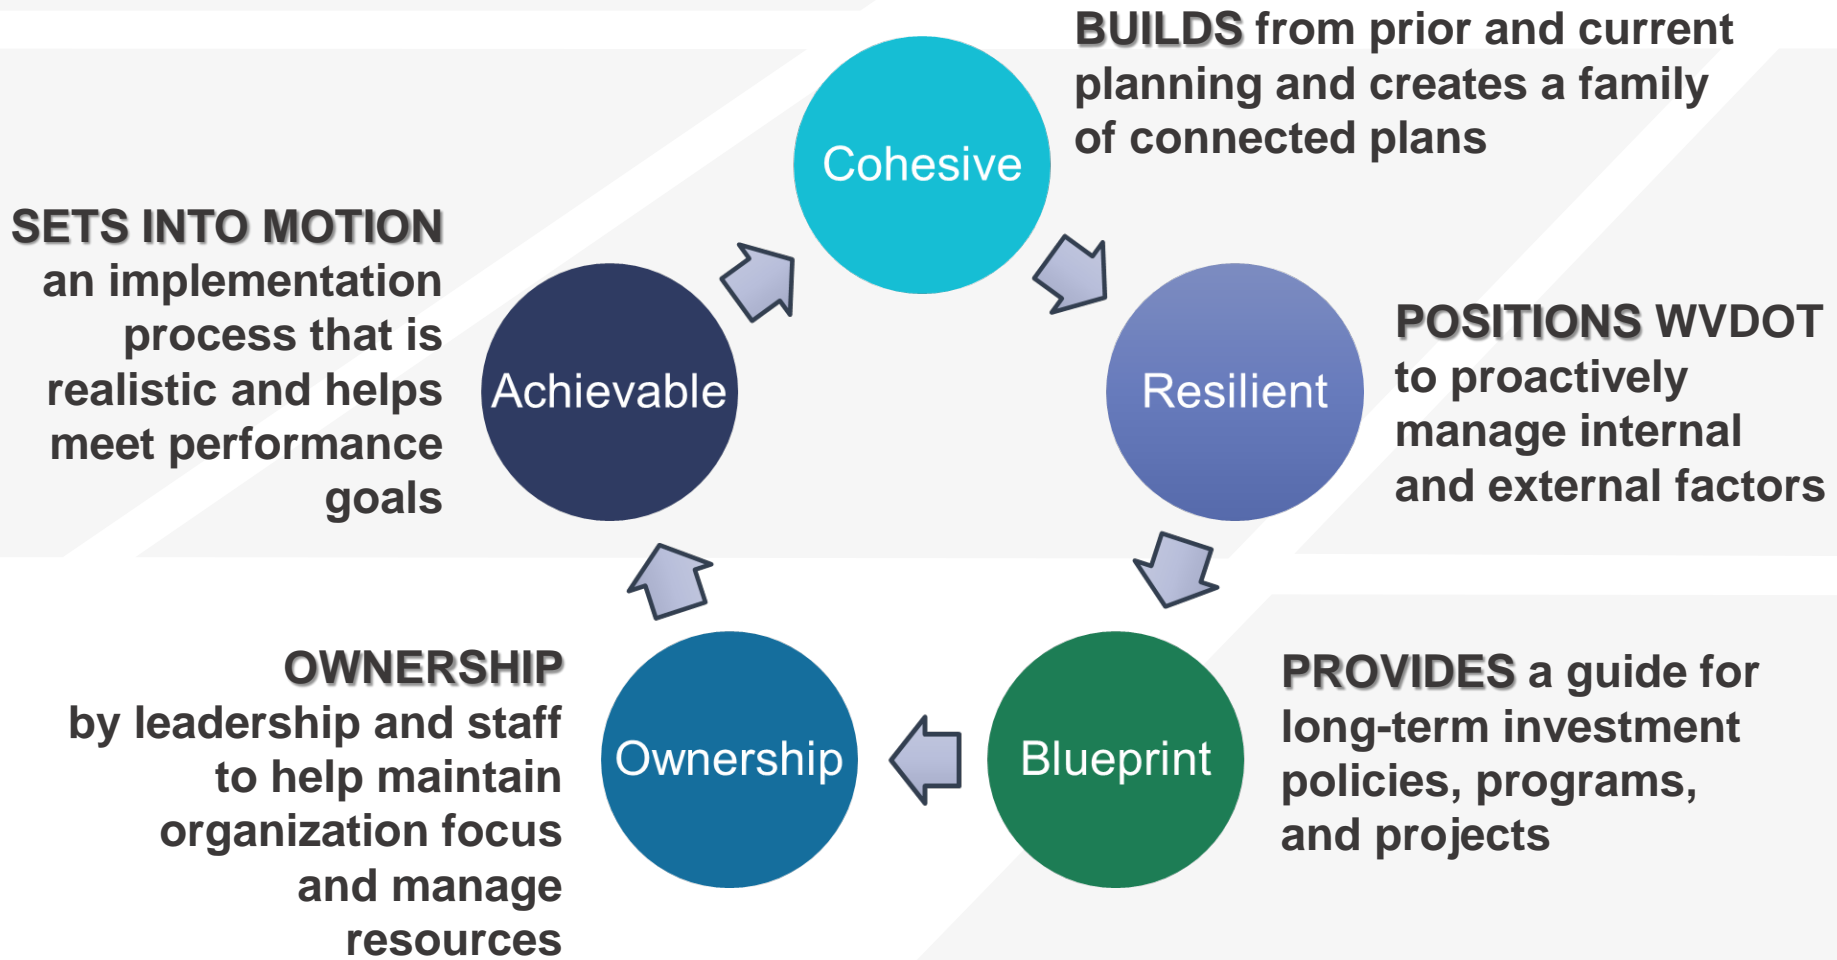 BUILDS from prior and current
planning and creates a family
of connected plans
Cohesive
SETS INTO MOTION
an implementation
process that is
realistic and helps
meet performance
goals
Achievable
Resilient
POSITIONS WVDOT
to proactively
manage internal
and external factors
OWNERSHIP
by leadership and staff
to help maintain
organization focus
and manage
resources
Ownership
Blueprint
PROVIDES a guide for
long-term investment
policies, programs,
and projects